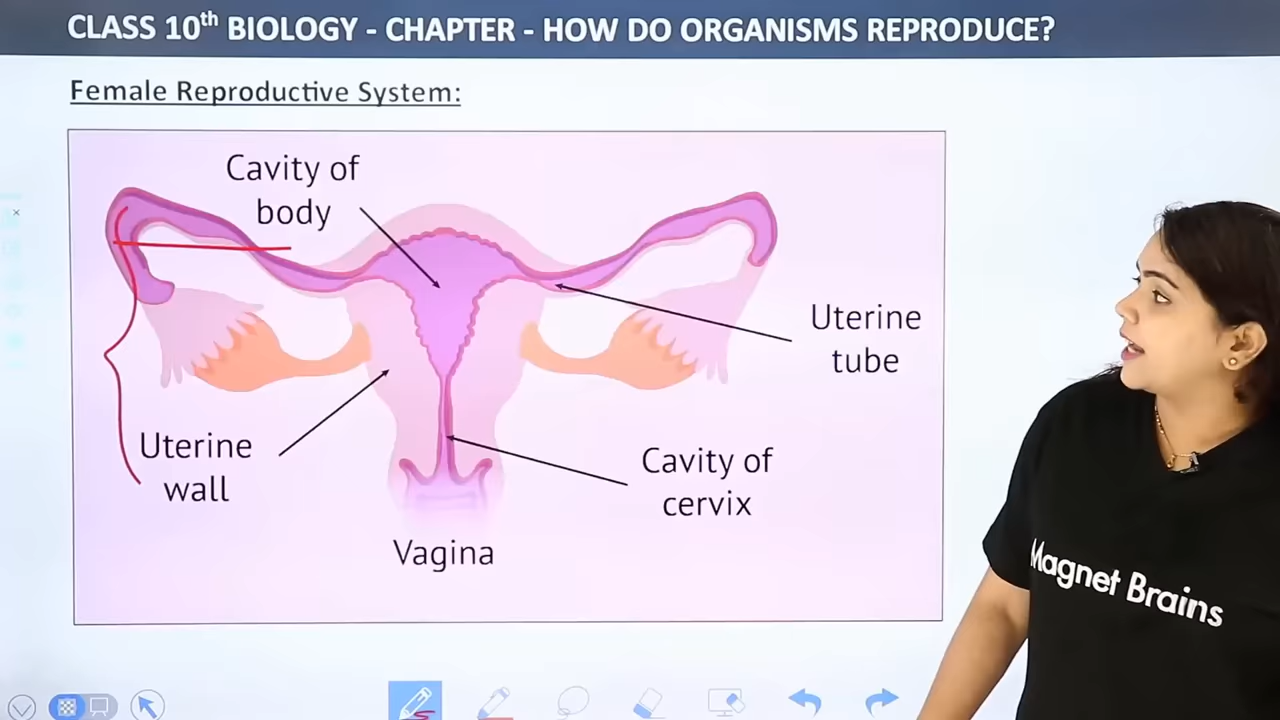 CLASS 10th BIOLOGY - CHAPTER - HOW DO ORGANISMS REPRODUCE?
Female Reproductive System:
Cavity of
body
Uterine
tube
Uterine
wall
Cavity of
cervix
Vagina
Magnet Brains